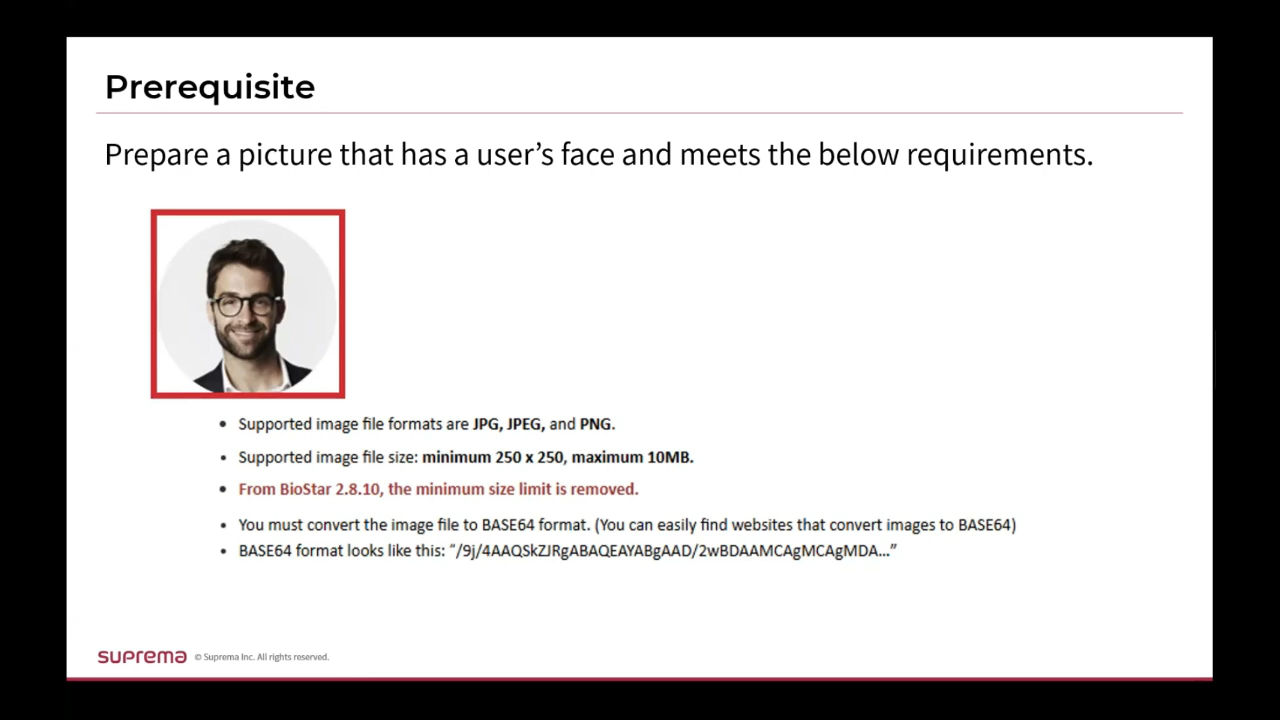 Prerequisite
Prepare a picture that has a user’s face and meets the below requirements.
• Supported image file formats are JPG, JPEG, and PNG.
• Supported image file size: minimum 250 x 250, maximum 10MB.
• From BioStar 2.8.10, the minimum size limit is removed.
• You must convert the image file to BASE64 format. (You can easily find websites that convert images to BASE64)
• BASE64 format looks like this: “/9j/4AAQSkZJRgABAQEAYABgAAD/2wBDAAMCAgMCAgMDA...”
suprema © Suprema Inc. All rights reserved.